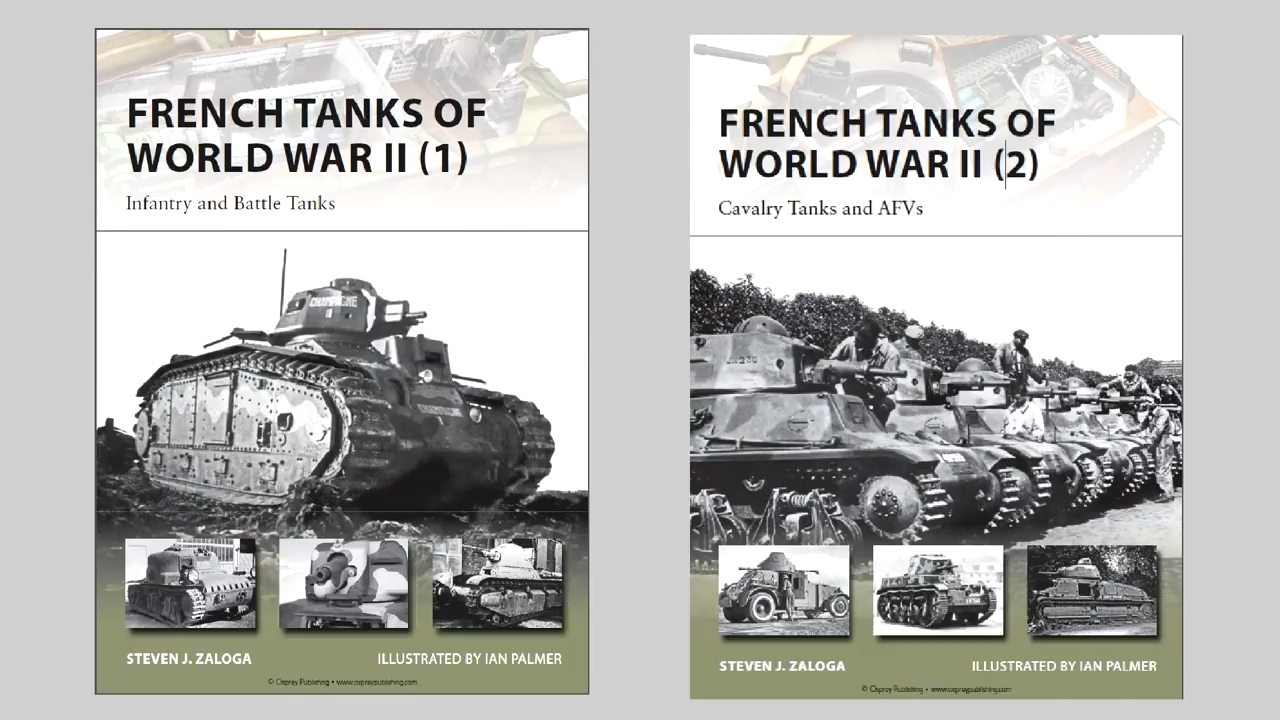 FRENCH TANKS OF
WORLD WAR II (1)
Infantry and Battle Tanks
CHAMPAGNE
STEVEN J. ZALOGA
ILLUSTRATED BY IAN PALMER
© Osprey Publishing • www.ospreypublishing.com
FRENCH TANKS OF
WORLD WAR II (2)
Cavalry Tanks and AFVs
STEVEN J. ZALOGA
ILLUSTRATED BY IAN PALMER
© Osprey Publishing • www.ospreypublishing.com